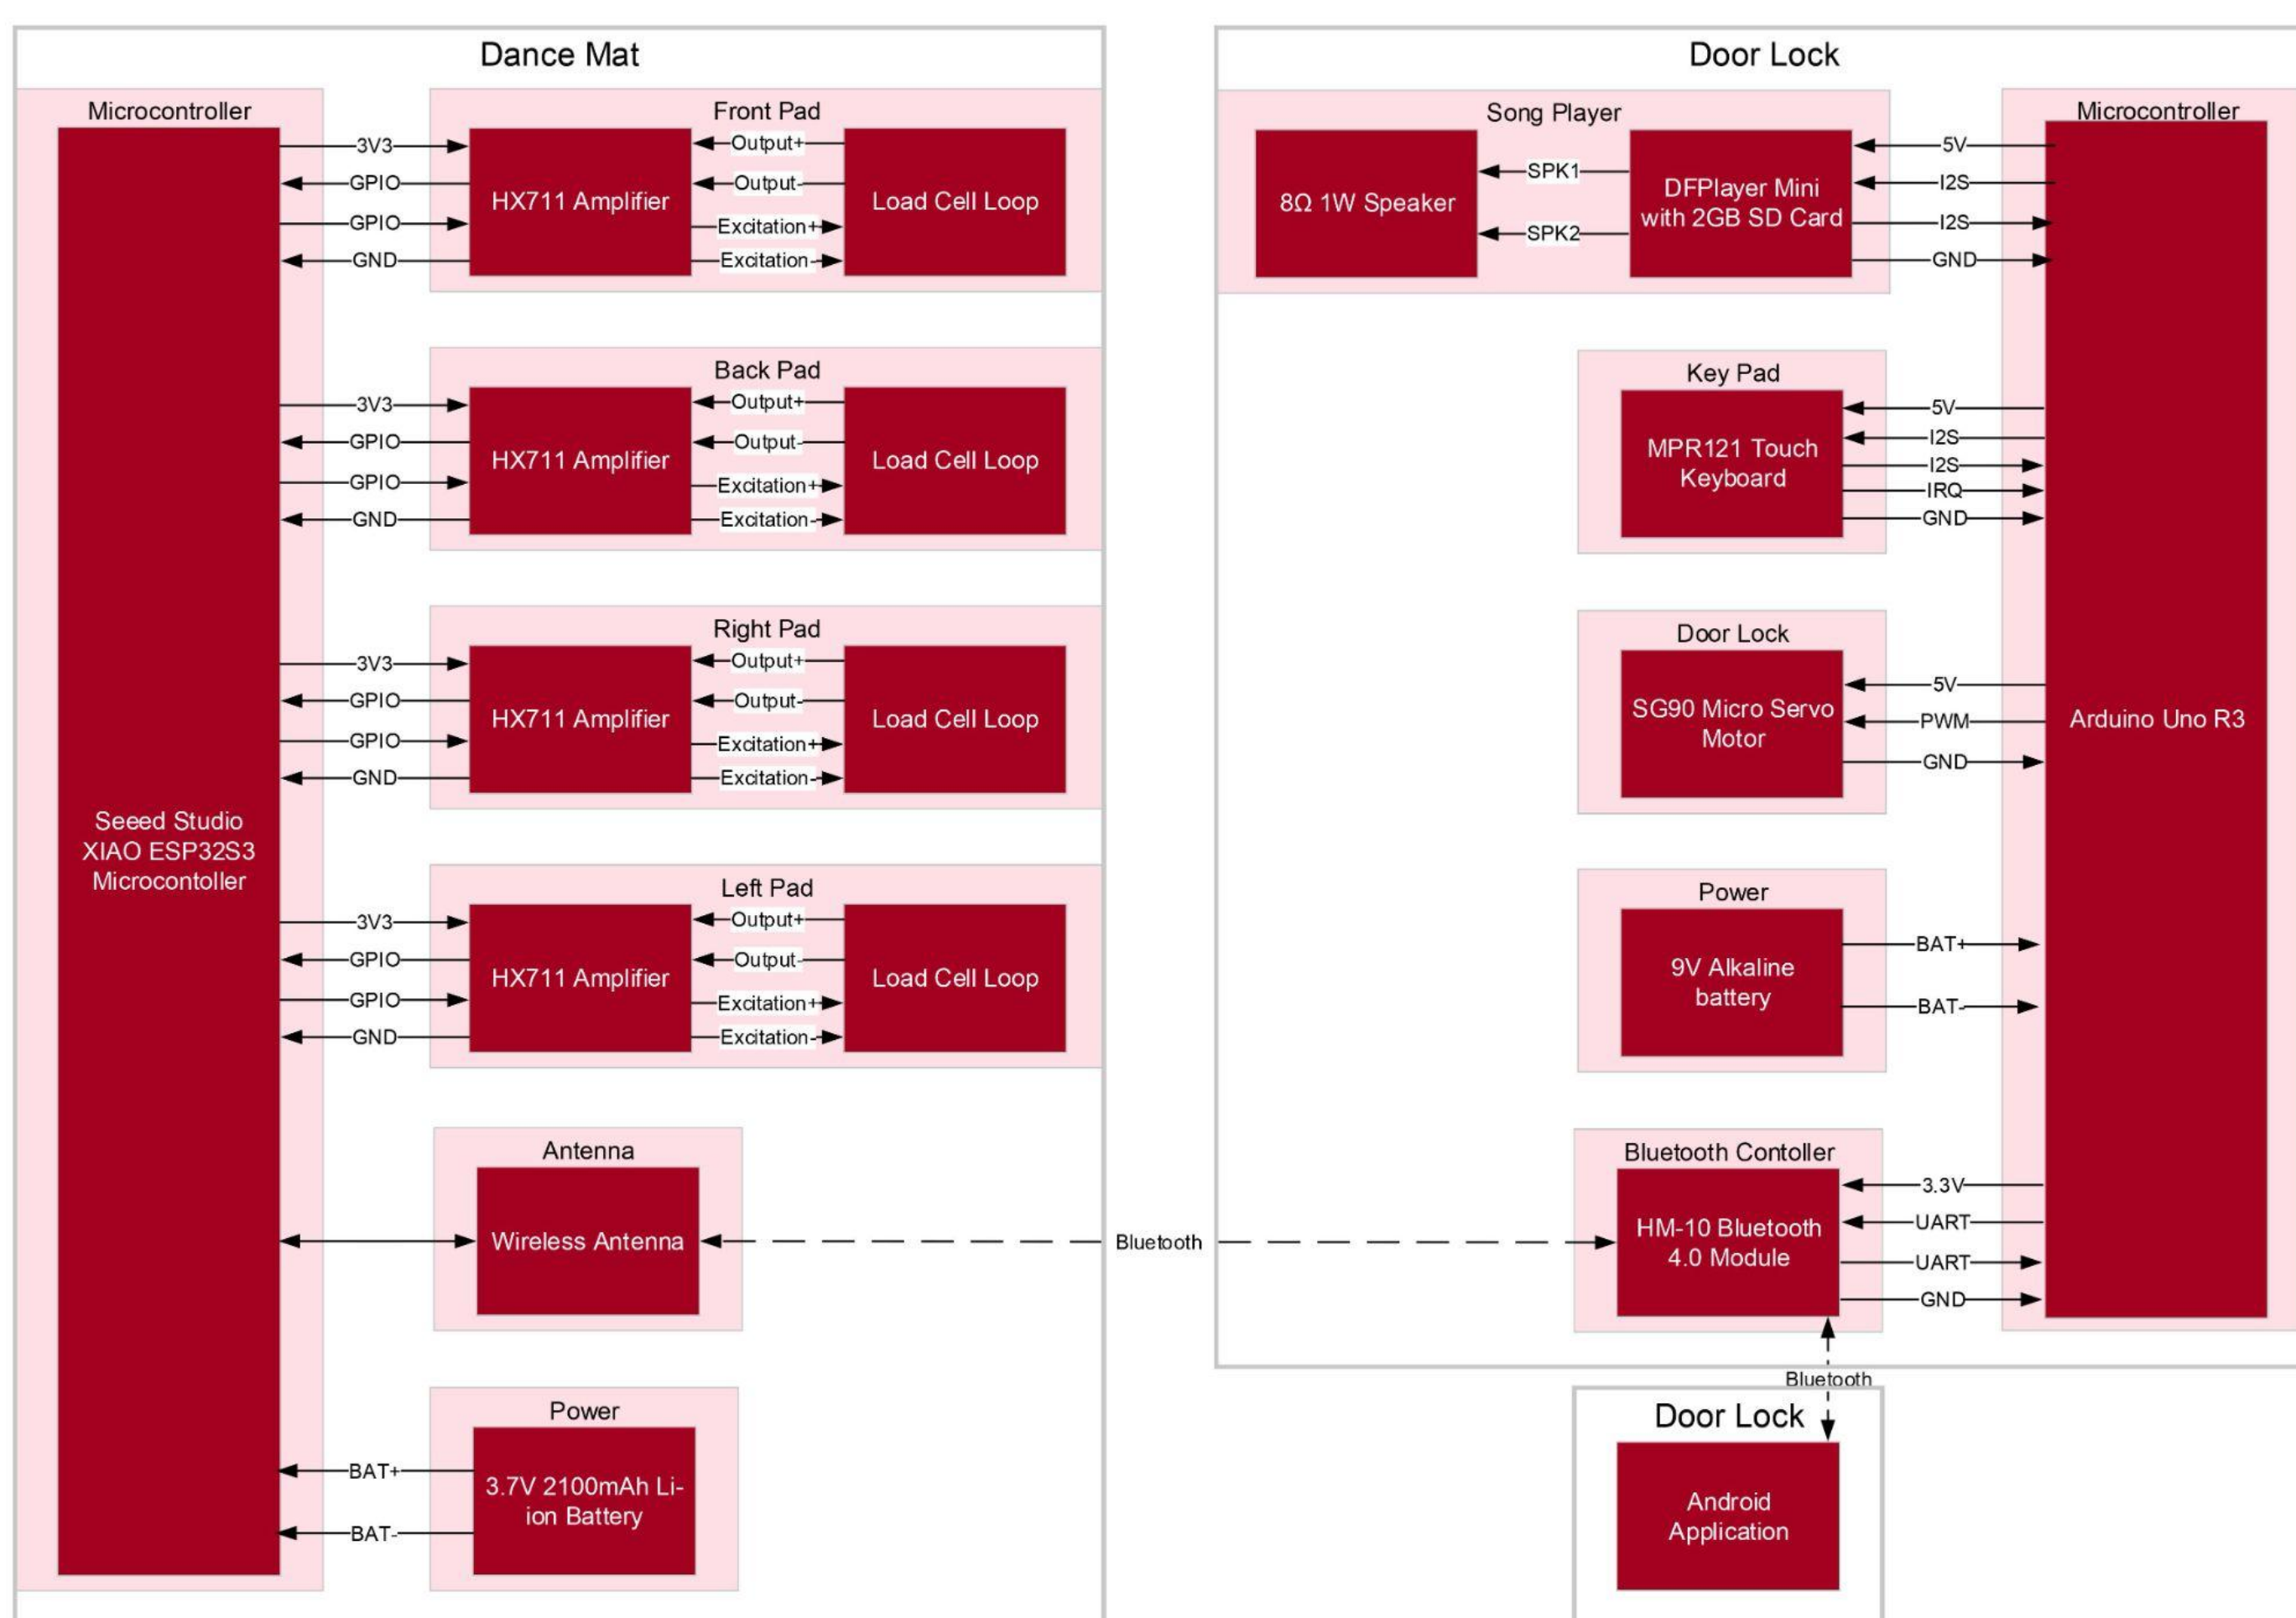 Dance Mat
Microcontroller
Seeed Studio
XIAO ESP32S3
Microcontoller
Front Pad
3V3
GPIO
GPIO
GND
HX711 Amplifier
Output+
Output-
Excitation+
Excitation-
Load Cell Loop
Back Pad
3V3
GPIO
GPIO
GND
HX711 Amplifier
Output+
Output-
Excitation+
Excitation-
Load Cell Loop
Right Pad
3V3
GPIO
GPIO
GND
HX711 Amplifier
Output+
Output-
Excitation+
Excitation-
Load Cell Loop
Left Pad
3V3
GPIO
GPIO
GND
HX711 Amplifier
Output+
Output-
Excitation+
Excitation-
Load Cell Loop
Antenna
Wireless Antenna
Bluetooth
Power
BAT+
BAT-
3.7V 2100mAh Li-
ion Battery
Door Lock
Song Player
8Ω 1W Speaker
SPK1
SPK2
DFPlayer Mini
with 2GB SD Card
5V
I2S
I2S
GND
Microcontroller
Arduino Uno R3
Key Pad
MPR121 Touch
Keyboard
5V
I2S
I2S
IRQ
GND
Door Lock
SG90 Micro Servo
Motor
5V
PWM
GND
Power
9V Alkaline
battery
BAT+
BAT-
Bluetooth Contoller
HM-10 Bluetooth
4.0 Module
3.3V
UART
UART
GND
Bluetooth
Door Lock
Android
Application